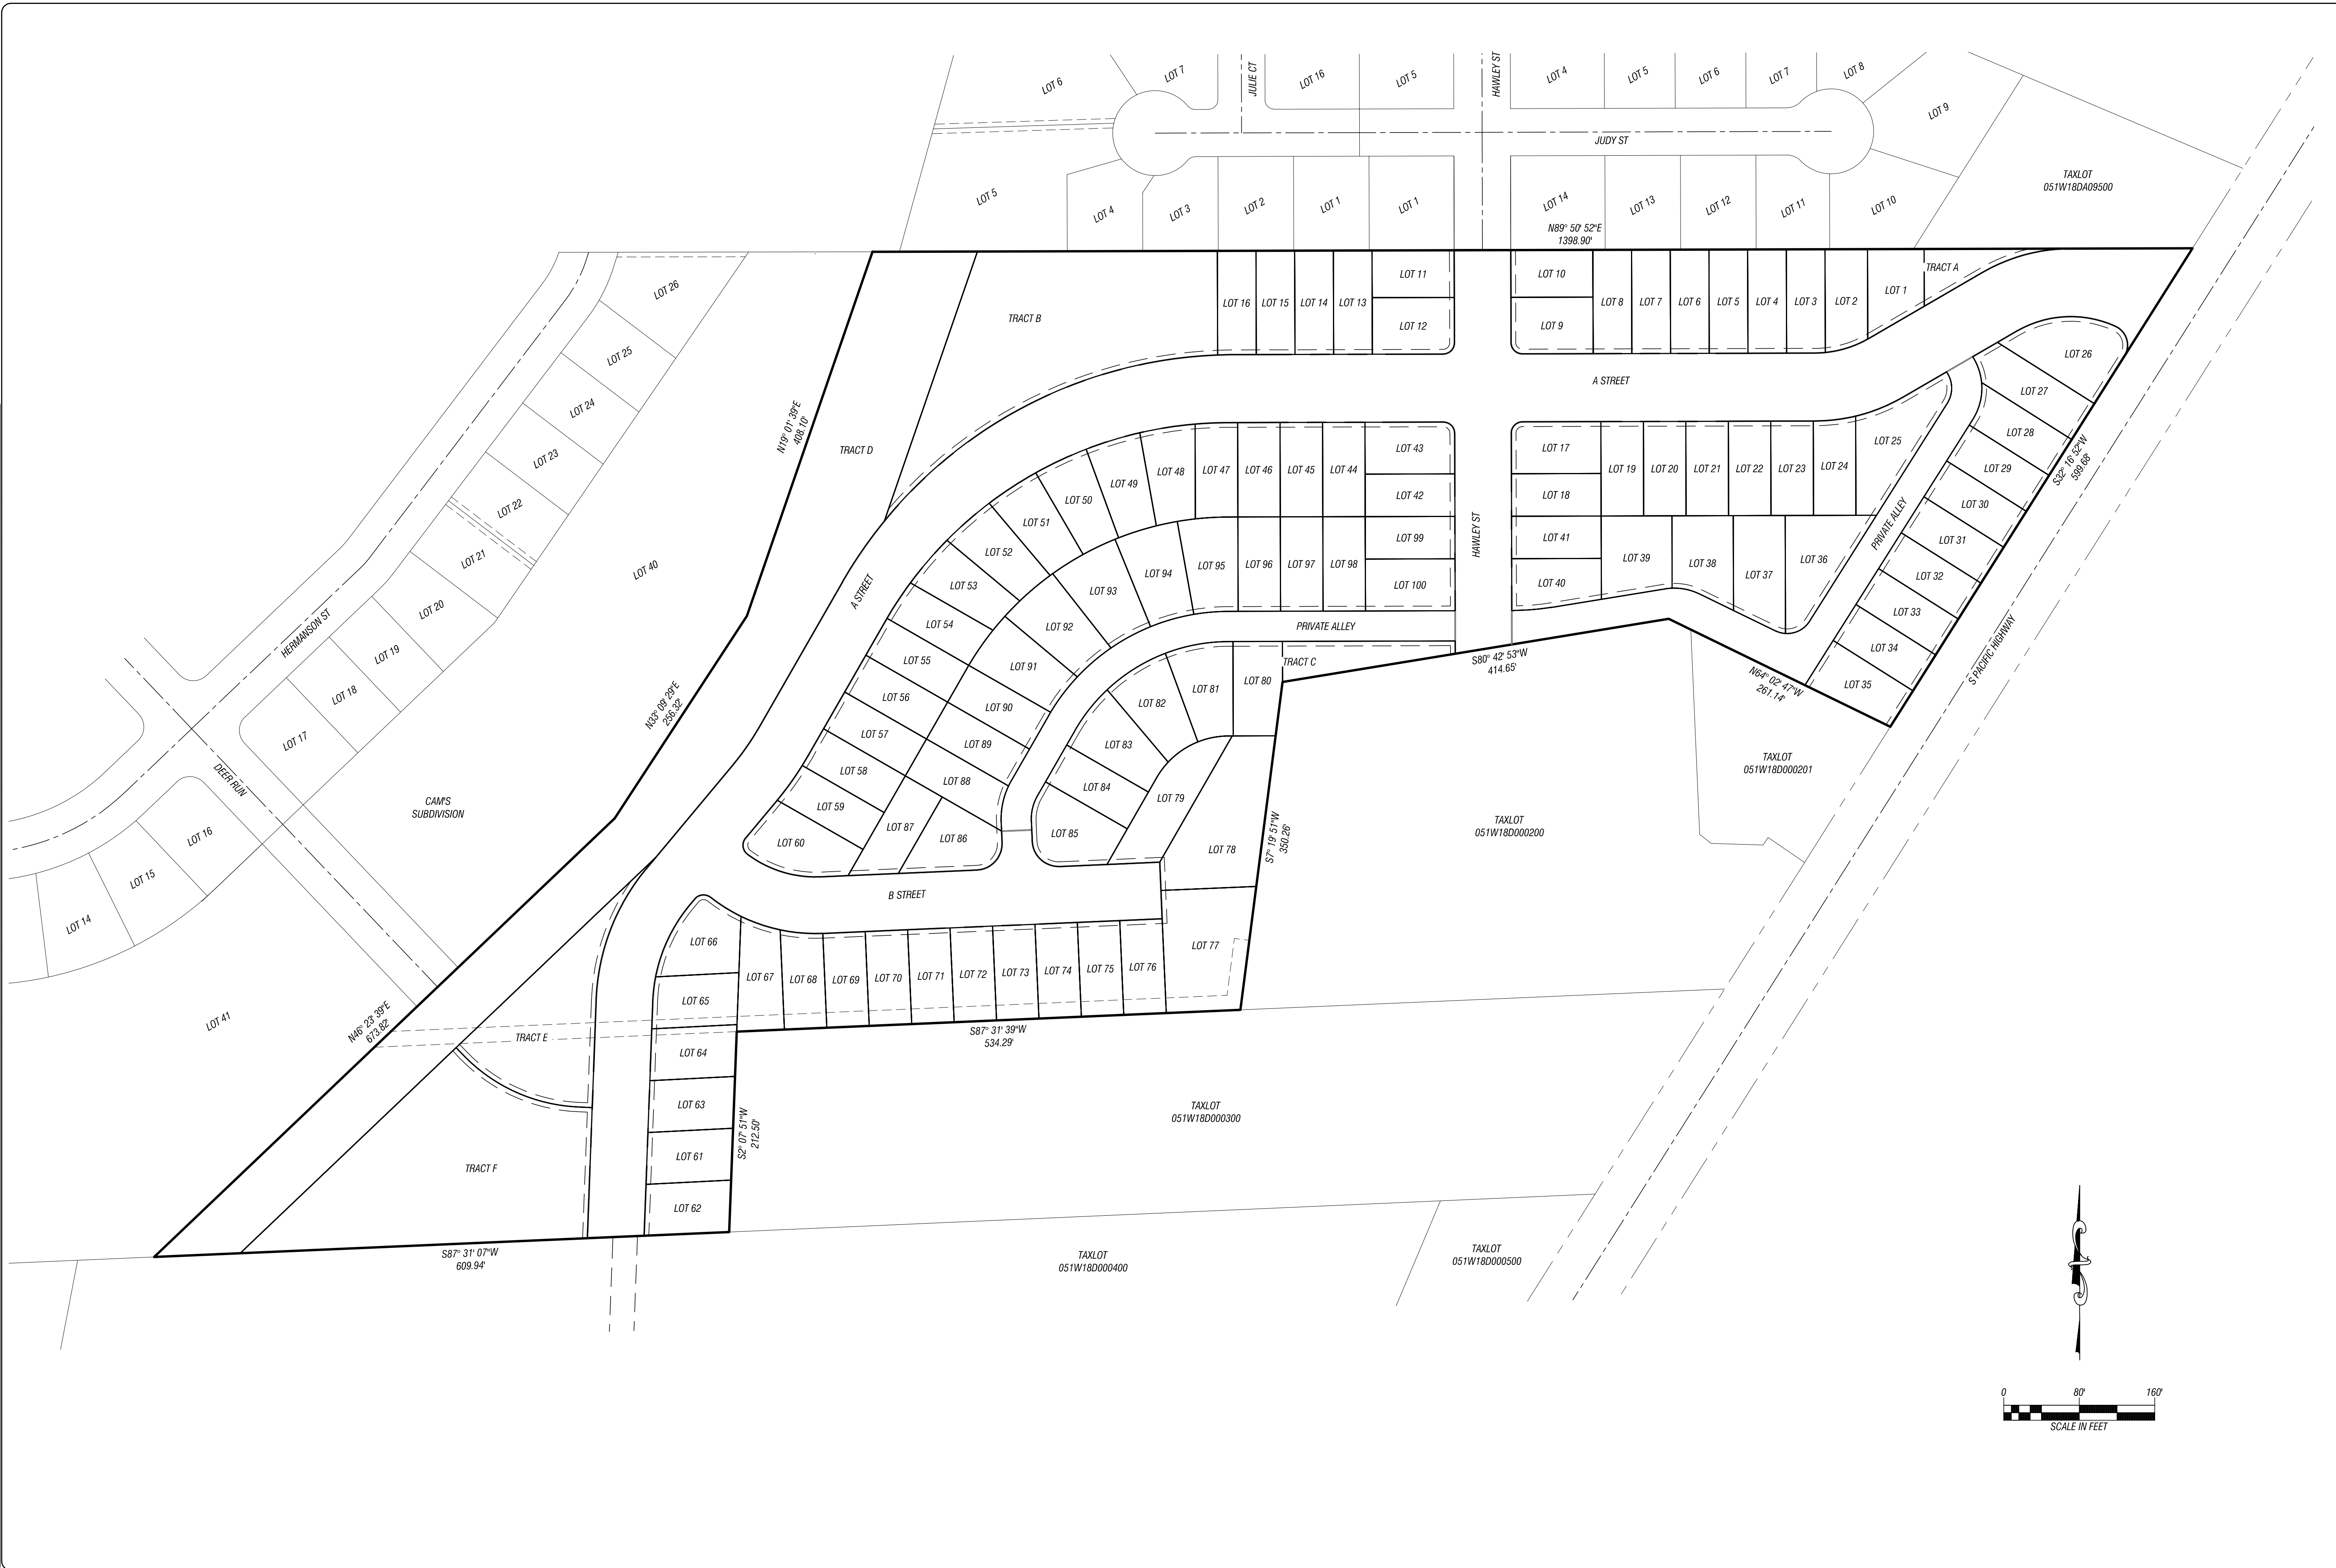 LOT 6
LOT 7
JULIE CT
LOT 16
LOT 5
HAWLEY ST
LOT 4
LOT 5
LOT 6
LOT 7
LOT 8
LOT 9
JUDY ST
TAXLOT
051W18DA09500
LOT 5
LOT 4
LOT 3
LOT 2
LOT 1
LOT 1
LOT 14
LOT 13
LOT 12
LOT 11
LOT 10
N89° 50' 52"E
1398.90'
LOT 26
LOT 25
LOT 24
LOT 23
LOT 22
LOT 21
LOT 20
LOT 19
LOT 18
LOT 17
HERMANSON ST
DEER RUN
LOT 16
LOT 15
LOT 14
LOT 40
CAM'S
SUBDIVISION
LOT 41
N19° 01' 39"E
408.10'
N33° 09' 29"E
256.32'
N46° 23' 39"E
673.82'
TRACT B
TRACT D
LOT 16
LOT 15
LOT 14
LOT 13
LOT 11
LOT 12
LOT 10
LOT 9
LOT 8
LOT 7
LOT 6
LOT 5
LOT 4
LOT 3
LOT 2
LOT 1
TRACT A
A STREET
LOT 26
LOT 27
LOT 28
LOT 29
LOT 30
LOT 31
LOT 32
LOT 33
LOT 34
LOT 35
S32° 16' 52"W
599.68'
S PACIFIC HIGHWAY
PRIVATE ALLEY
LOT 17
LOT 18
LOT 19
LOT 20
LOT 21
LOT 22
LOT 23
LOT 24
LOT 25
LOT 41
LOT 40
LOT 39
LOT 38
LOT 37
LOT 36
HAWLEY ST
LOT 43
LOT 42
LOT 99
LOT 100
LOT 44
LOT 45
LOT 46
LOT 47
LOT 48
LOT 49
LOT 50
LOT 51
LOT 52
LOT 53
LOT 54
LOT 55
LOT 56
LOT 57
LOT 58
LOT 59
LOT 60
A STREET
LOT 98
LOT 97
LOT 96
LOT 95
LOT 94
LOT 93
LOT 92
LOT 91
LOT 90
LOT 89
LOT 88
LOT 87
LOT 86
PRIVATE ALLEY
TRACT C
S80° 42' 53"W
414.65'
N64° 02' 47"W
261.14'
LOT 80
LOT 81
LOT 82
LOT 83
LOT 84
LOT 85
LOT 79
LOT 78
LOT 77
S7° 19' 51"W
350.26'
TAXLOT
051W18D000201
TAXLOT
051W18D000200
B STREET
LOT 66
LOT 67
LOT 68
LOT 69
LOT 70
LOT 71
LOT 72
LOT 73
LOT 74
LOT 75
LOT 76
LOT 65
LOT 64
LOT 63
LOT 61
LOT 62
S87° 31' 39"W
534.29'
S2° 07' 51"W
212.50'
TRACT E
TRACT F
S87° 31' 07"W
609.94'
TAXLOT
051W18D000300
TAXLOT
051W18D000400
TAXLOT
051W18D000500
0 80' 160'
SCALE IN FEET